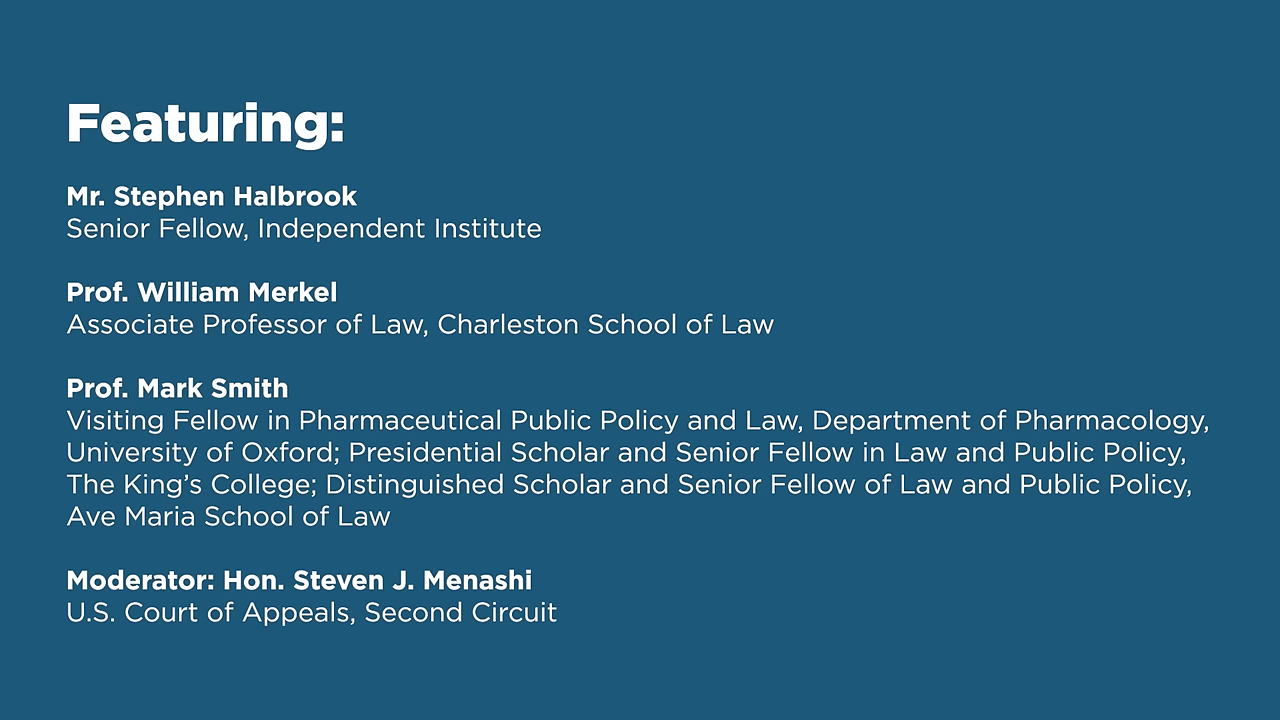 Featuring:
Mr. Stephen Halbrook
Senior Fellow, Independent Institute
Prof. William Merkel
Associate Professor of Law, Charleston School of Law
Prof. Mark Smith
Visiting Fellow in Pharmaceutical Public Policy and Law, Department of Pharmacology,
University of Oxford; Presidential Scholar and Senior Fellow in Law and Public Policy,
The King’s College; Distinguished Scholar and Senior Fellow of Law and Public Policy,
Ave Maria School of Law
Moderator: Hon. Steven J. Menashi
U.S. Court of Appeals, Second Circuit